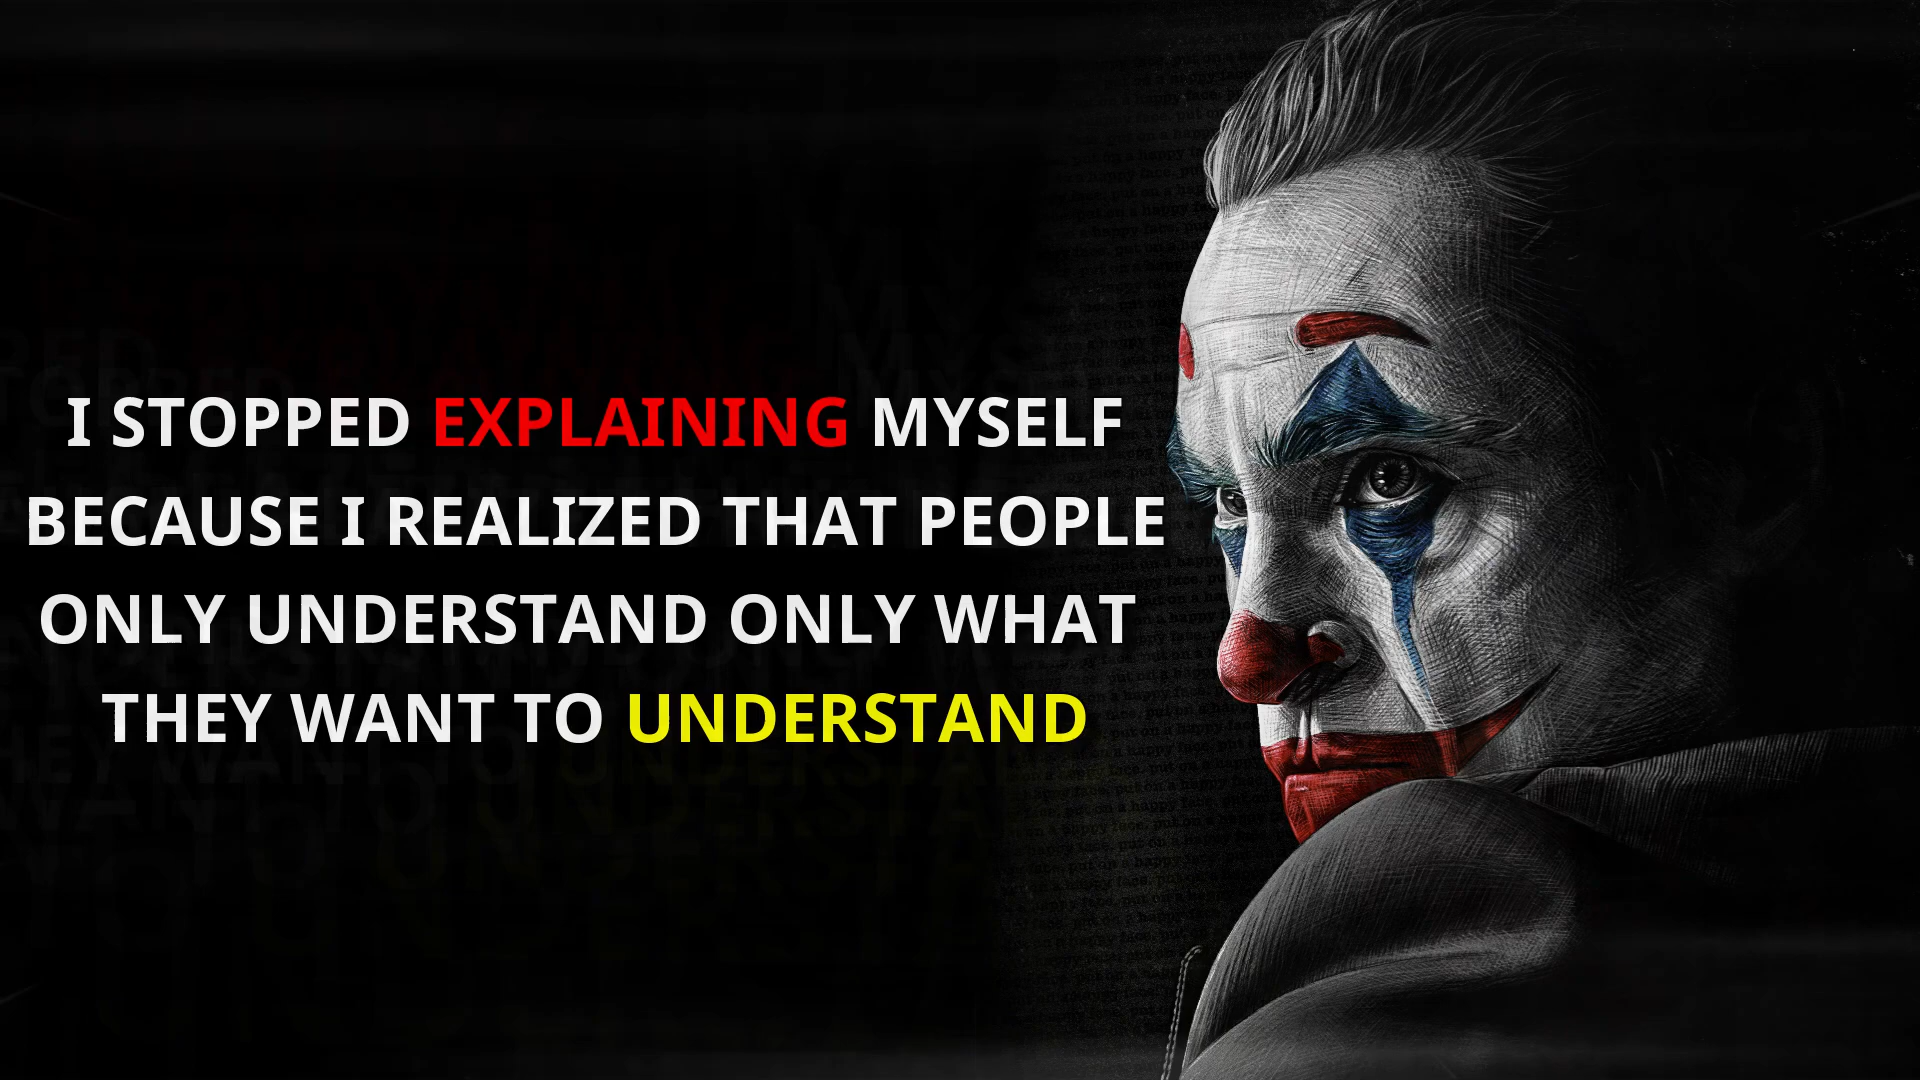 I STOPPED EXPLAINING MYSELF
BECAUSE I REALIZED THAT PEOPLE
ONLY UNDERSTAND ONLY WHAT
THEY WANT TO UNDERSTAND